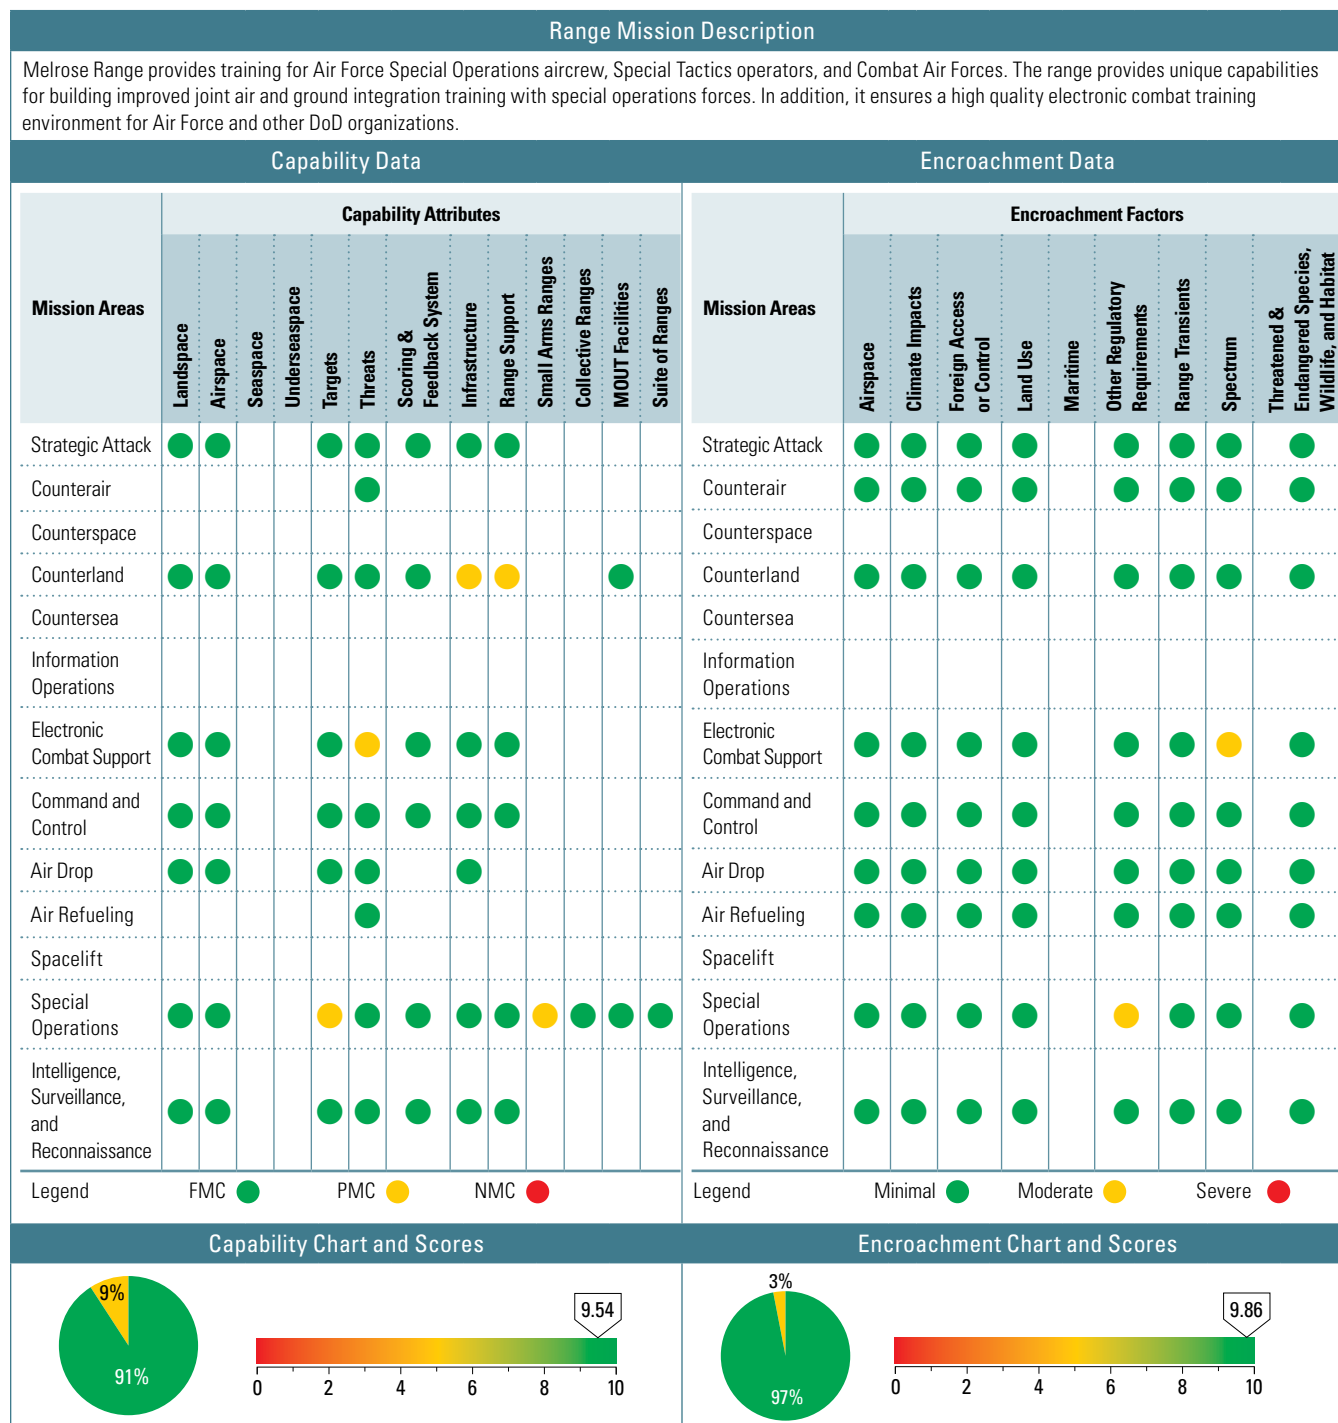 Range Mission Description
Melrose Range provides training for Air Force Special Operations aircrew, Special Tactics operators, and Combat Air Forces. The range provides unique capabilities
for building improved joint air and ground integration training with special operations forces. In addition, it ensures a high quality electronic combat training
environment for Air Force and other DoD organizations.
Capability Data
Mission Areas
Capability Attributes
Landspace
Airspace
Seaspace
Underseaspace
Targets
Threats
Scoring &
Feedback System
Infrastructure
Range Support
Small Arms Ranges
Collective Ranges
MOUT Facilities
Suite of Ranges
Strategic Attack
Counterair
Counterspace
Counterland
Countersea
Information
Operations
Electronic
Combat Support
Command and
Control
Air Drop
Air Refueling
Spacelift
Special
Operations
Intelligence,
Surveillance,
and
Reconnaissance
Legend
FMC
PMC
NMC
Encroachment Data
Mission Areas
Encroachment Factors
Airspace
Climate Impacts
Foreign Access
or Control
Land Use
Maritime
Other Regulatory
Requirements
Range Transients
Spectrum
Threatened &
Endangered Species,
Wildlife, and Habitat
Strategic Attack
Counterair
Counterspace
Counterland
Countersea
Information
Operations
Electronic
Combat Support
Command and
Control
Air Drop
Air Refueling
Spacelift
Special
Operations
Intelligence,
Surveillance,
and
Reconnaissance
Legend
Minimal
Moderate
Severe
Capability Chart and Scores
9%
91%
9.54
0 2 4 6 8 10
Encroachment Chart and Scores
3%
97%
9.86
0 2 4 6 8 10